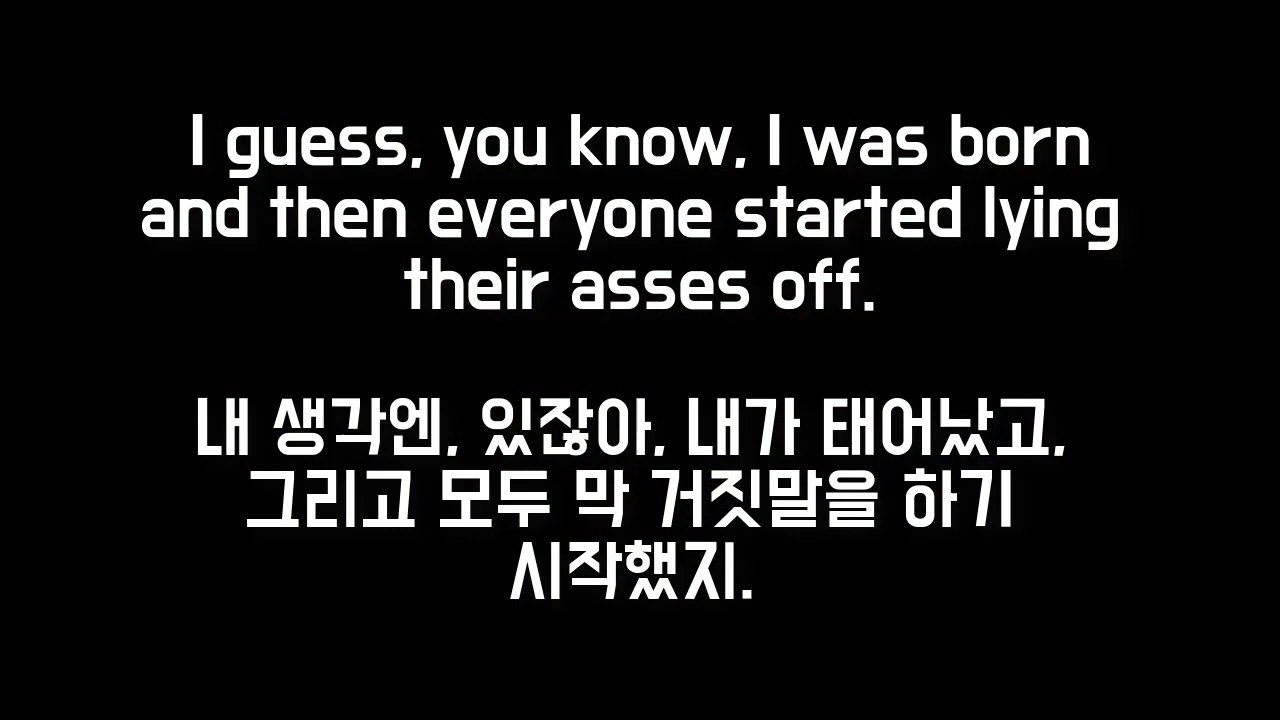 I guess, you know, I was born
and then everyone started lying
their asses off.
내 생각엔, 있잖아, 내가 태어났고,
그리고 모두 막 거짓말을 하기
시작했지.